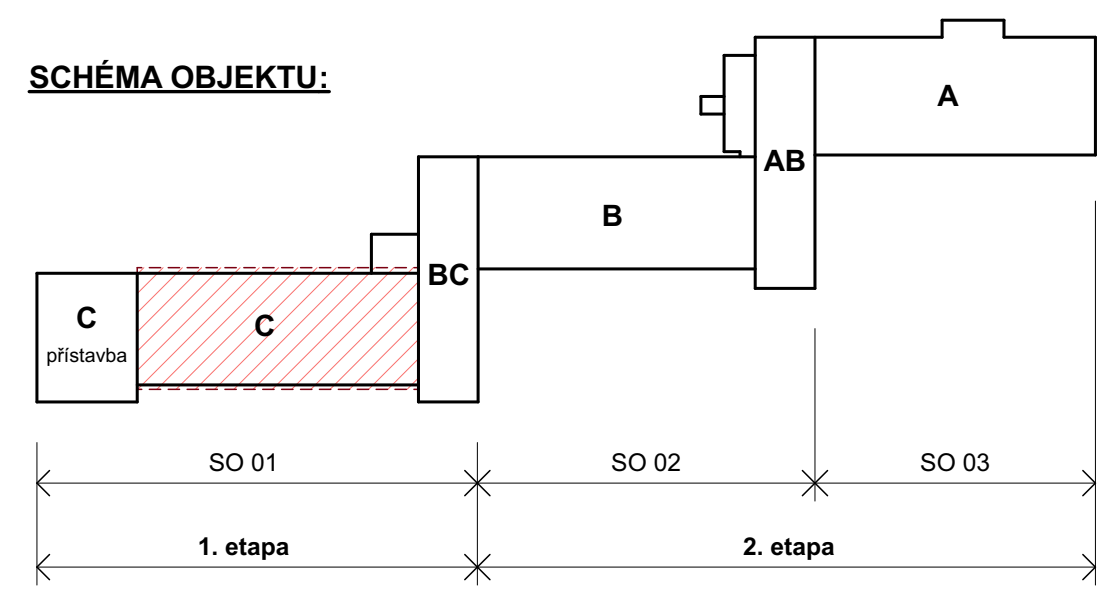 SCHÉMA OBJEKTU:
A
AB
B
BC
C
přístavba
C
SO 01
SO 02
SO 03
1. etapa
2. etapa